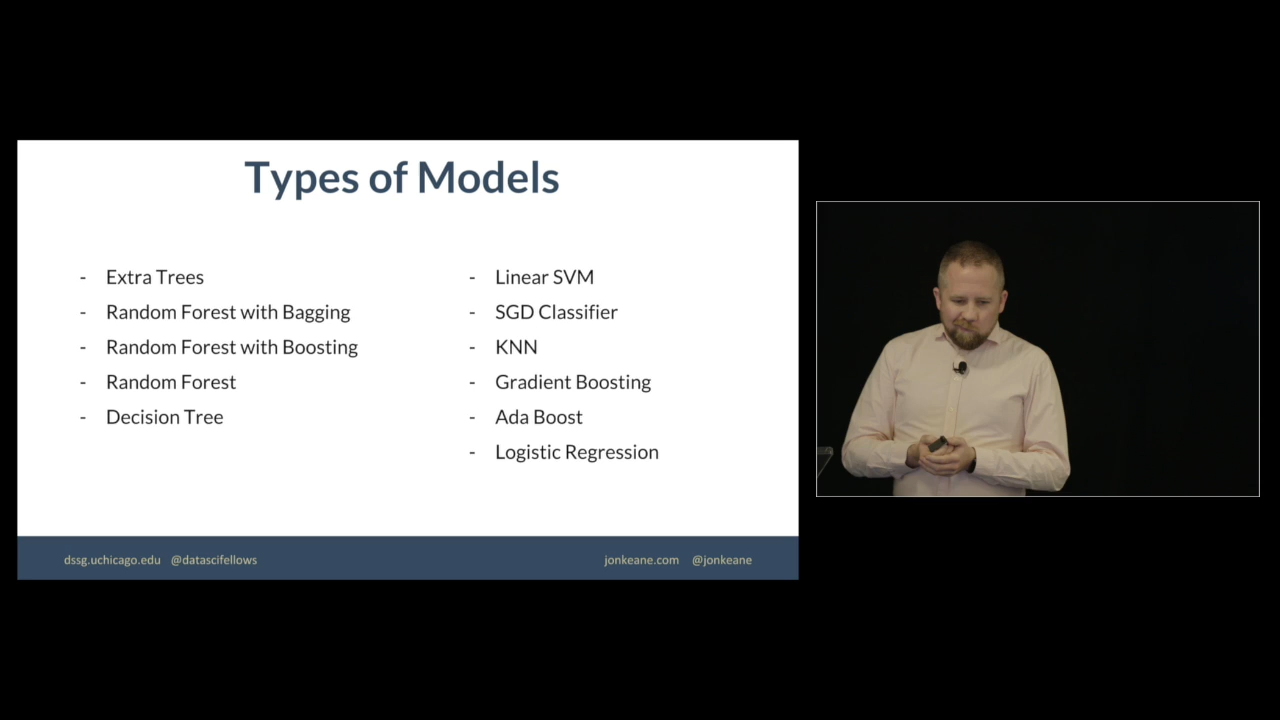 Types of Models
- Extra Trees
- Random Forest with Bagging
- Random Forest with Boosting
- Random Forest
- Decision Tree
- Linear SVM
- SGD Classifier
- KNN
- Gradient Boosting
- Ada Boost
- Logistic Regression
dssg.uchicago.edu @datascifellows
jonkeane.com @jonkeane